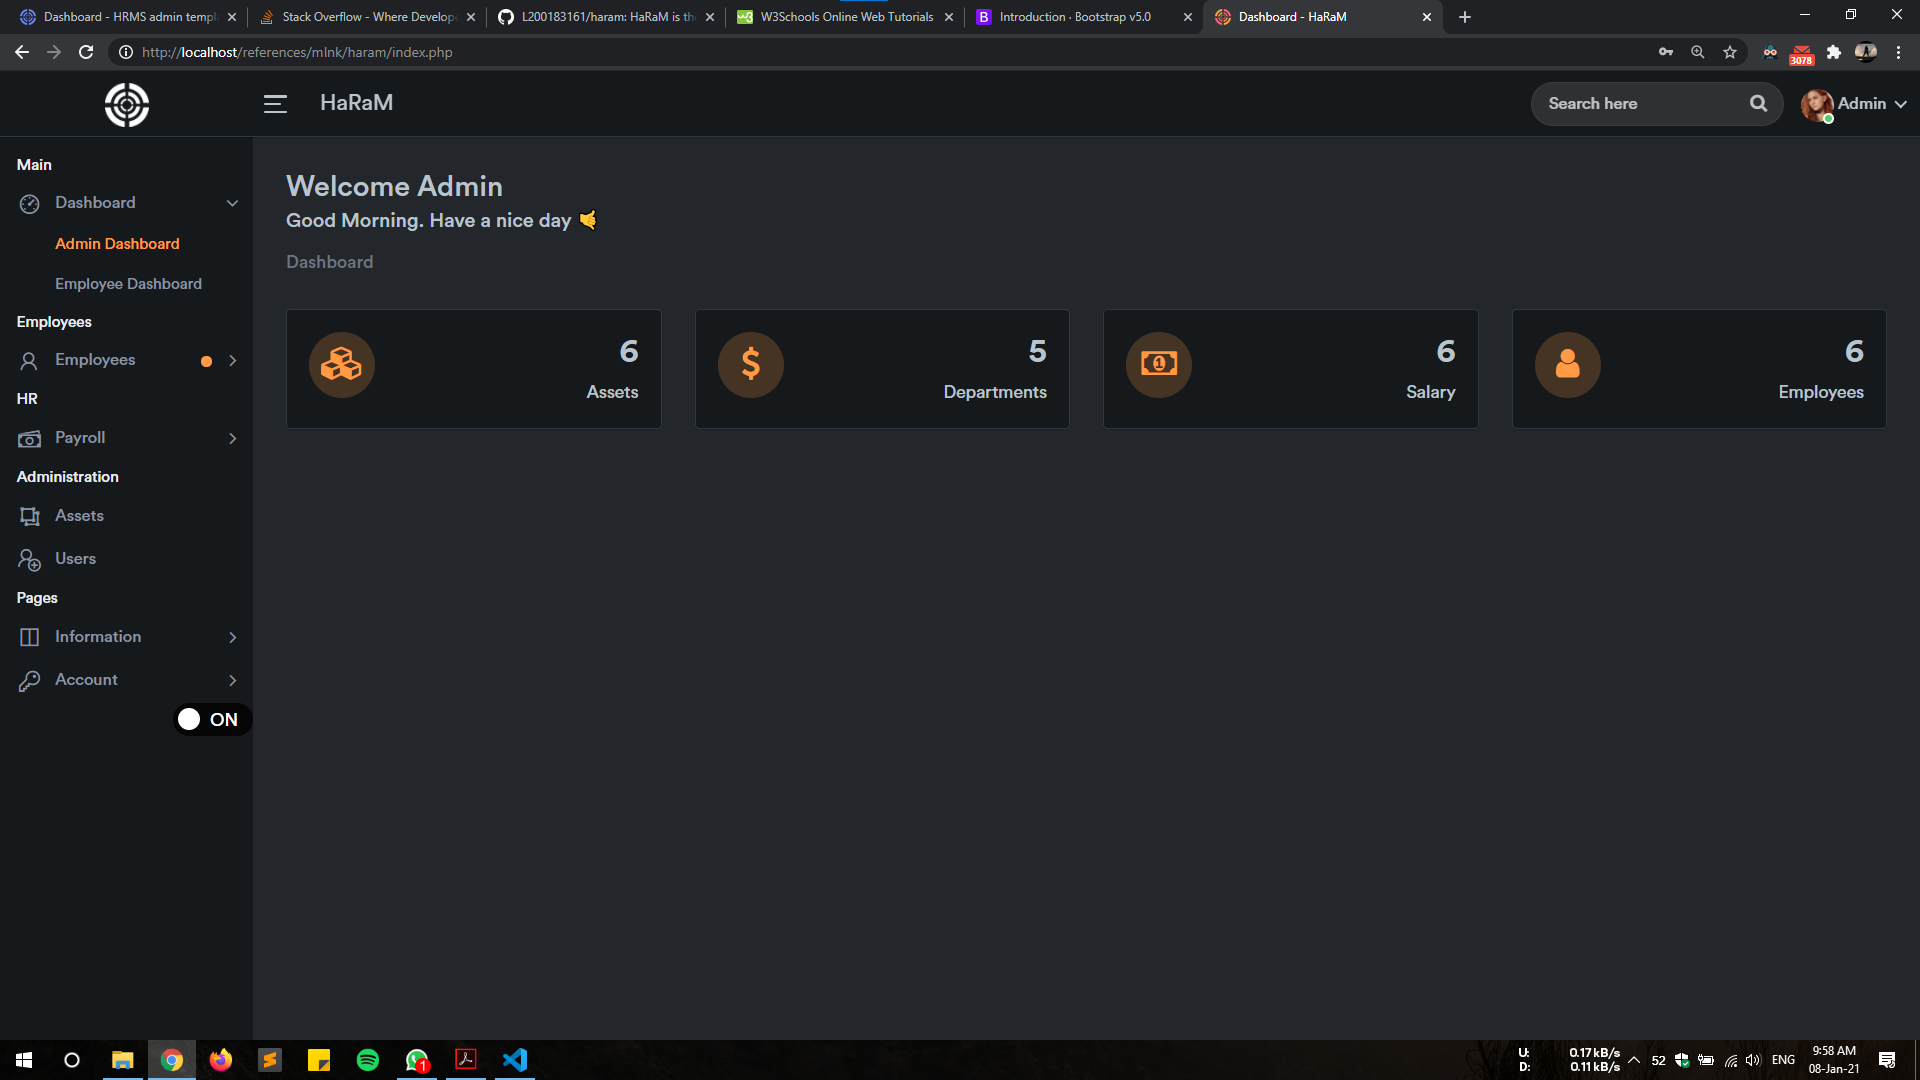 Dashboard - HRMS admin templ
Stack Overflow - Where Develop
L200183161/haram: HaRaM is the
W3Schools Online Web Tutorials
Introduction · Bootstrap v5.0
Dashboard - HaRaM
http://localhost/references/mlnk/haram/index.php
3078
HaRaM
Search here
Admin
Main
Dashboard
Admin Dashboard
Employee Dashboard
Employees
Employees
HR
Payroll
Administration
Assets
Users
Pages
Information
Account
ON
Welcome Admin
Good Morning. Have a nice day 🤙
Dashboard
6
Assets
5
Departments
6
Salary
6
Employees
U: 0.17 kB/s
D: 0.11 kB/s
52
ENG
9:58 AM
08-Jan-21
1